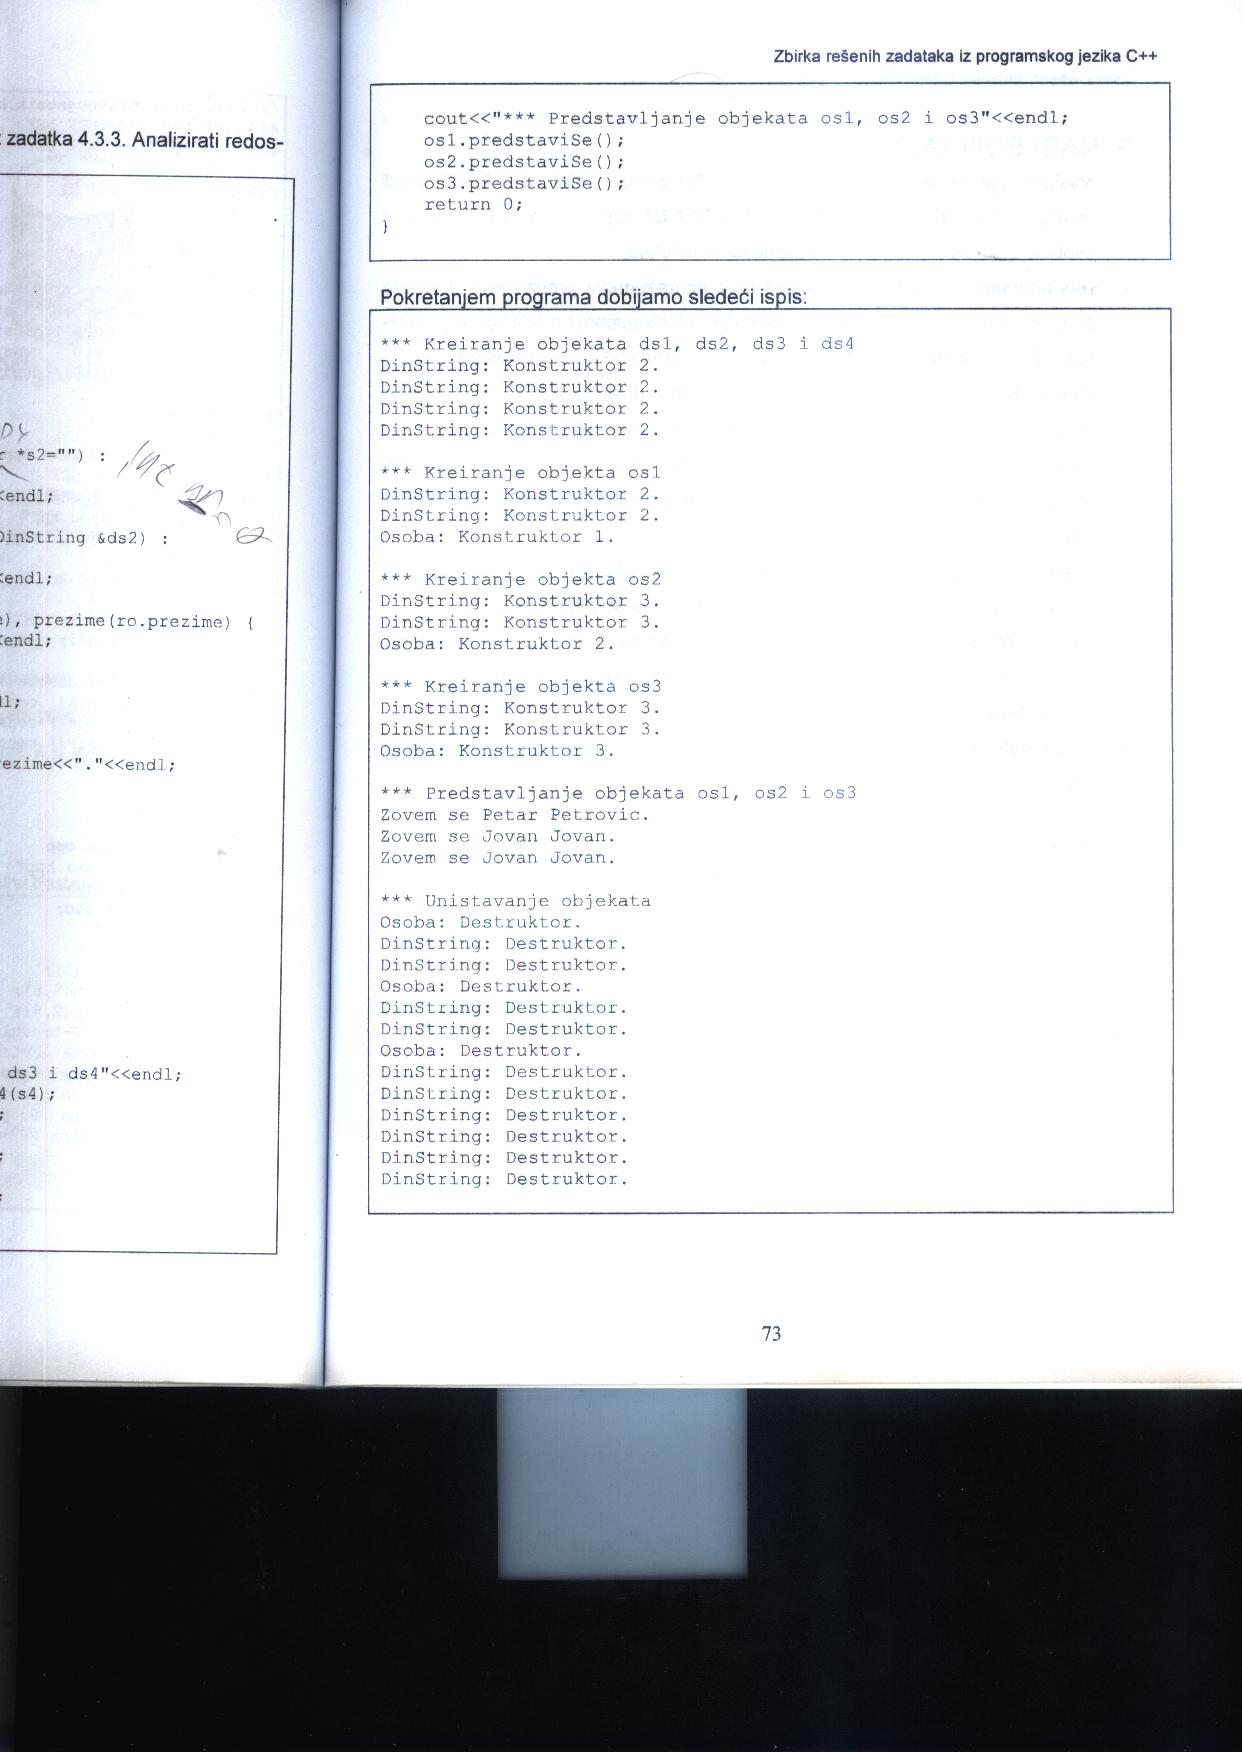 zadatka 4.3.3. Analizirati redos-
*s2="") :
<endl;
DinString &ds2) :
<endl;
), prezime(ro.prezime) {
<endl;
ll;
ezime<<"."<<endl;
ds3 i ds4"<<endl;
4(s4);
;
;
;
Zbirka rešenih zadataka iz programskog jezika C++
cout<<"*** Predstavljanje objekata os1, os2 i os3"<<endl;
os1.predstaviSe();
os2.predstaviSe();
os3.predstaviSe();
return 0;
}
Pokretanjem programa dobijamo sledeći ispis:
*** Kreiranje objekata ds1, ds2, ds3 i ds4
DinString: Konstruktor 2.
DinString: Konstruktor 2.
DinString: Konstruktor 2.
DinString: Konstruktor 2.
*** Kreiranje objekta os1
DinString: Konstruktor 2.
DinString: Konstruktor 2.
Osoba: Konstruktor 1.
*** Kreiranje objekta os2
DinString: Konstruktor 3.
DinString: Konstruktor 3.
Osoba: Konstruktor 2.
*** Kreiranje objekta os3
DinString: Konstruktor 3.
DinString: Konstruktor 3.
Osoba: Konstruktor 3.
*** Predstavljanje objekata os1, os2 i os3
Zovem se Petar Petrovic.
Zovem se Jovan Jovan.
Zovem se Jovan Jovan.
*** Unistavanje objekata
Osoba: Destruktor.
DinString: Destruktor.
DinString: Destruktor.
Osoba: Destruktor.
DinString: Destruktor.
DinString: Destruktor.
Osoba: Destruktor.
DinString: Destruktor.
DinString: Destruktor.
DinString: Destruktor.
DinString: Destruktor.
DinString: Destruktor.
DinString: Destruktor.
73